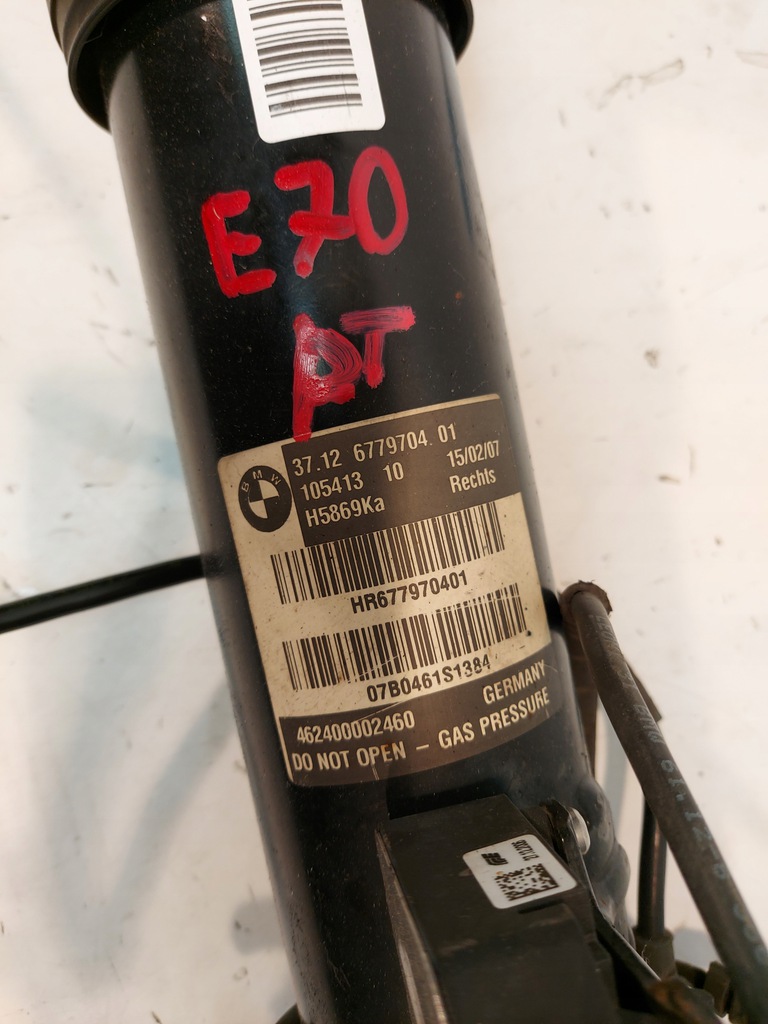 E70
PT
BMW
37.12 6779704.01
105413 10 15/02/07
H5869Ka Rechts
HR677970401
07B0461S1384
462400002460 GERMANY
DO NOT OPEN – GAS PRESSURE